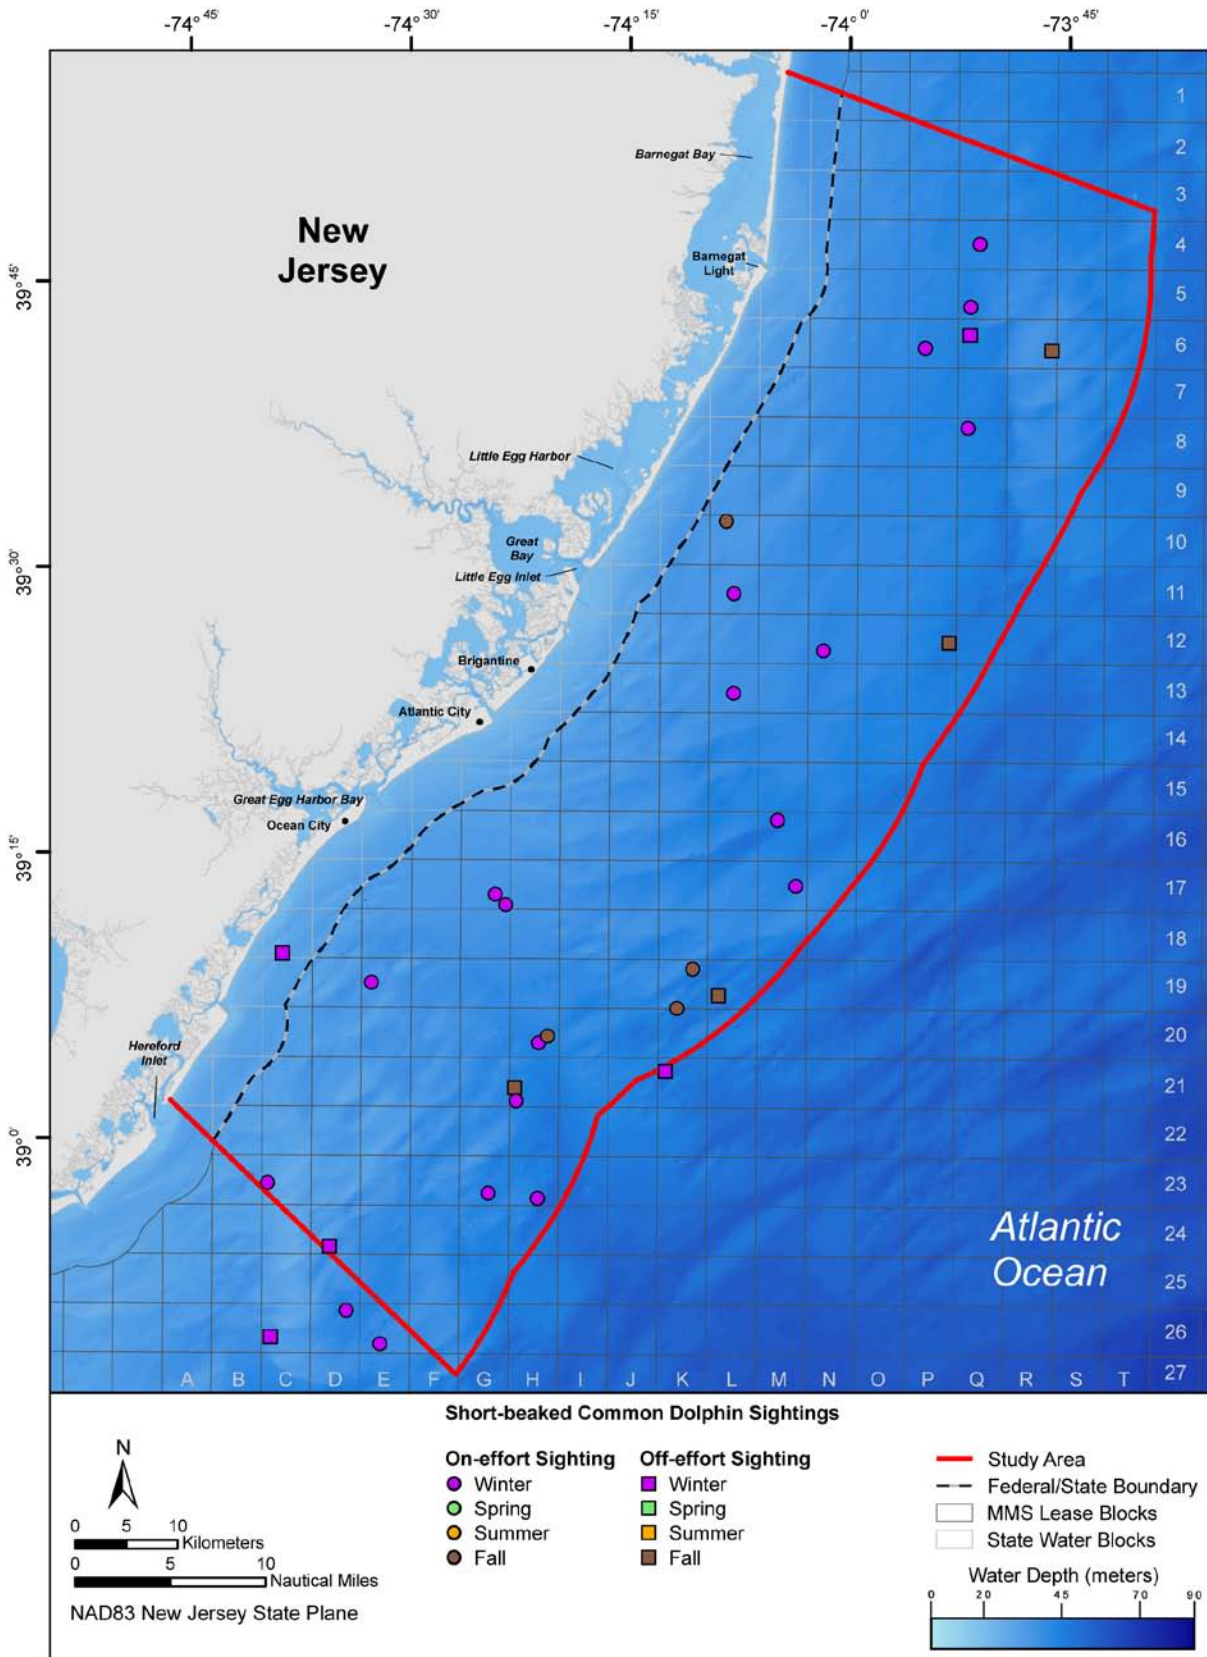 -74° 45'
-74° 30'
-74° 15'
-74° 0'
-73° 45'
1
2
Barnegat Bay
3
New
Jersey
4
Barnegat
Light
39° 45'
5
6
7
8
Little Egg Harbor
9
Great
Bay
10
39° 30'
Little Egg Inlet
11
12
Brigantine
13
Atlantic City
14
15
Great Egg Harbor Bay
Ocean City
16
39° 15'
17
18
19
20
Hereford
Inlet
21
39° 0'
22
23
24
Atlantic
Ocean
25
26
27
A B C D E F G H I J K L M N O P Q R S T
Short-beaked Common Dolphin Sightings
On-effort Sighting
Winter
Spring
Summer
Fall
Off-effort Sighting
Winter
Spring
Summer
Fall
Study Area
Federal/State Boundary
MMS Lease Blocks
State Water Blocks
Water Depth (meters)
0 20 45 70 90
N
0 5 10
Kilometers
0 5 10
Nautical Miles
NAD83 New Jersey State Plane